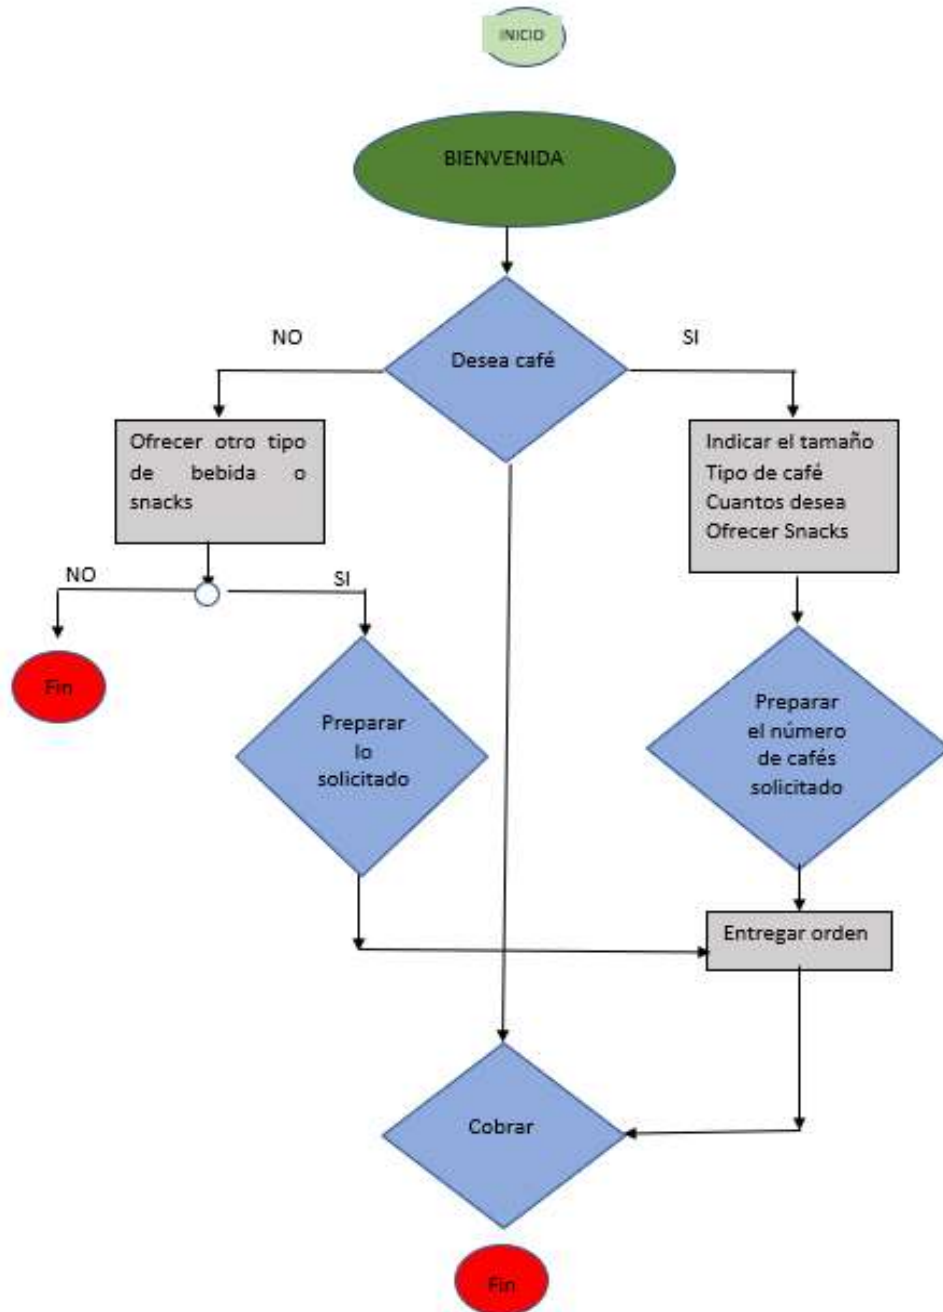 INICIO
BIENVENIDA
NO
SI
Desea café
Ofrecer otro tipo
de bebida o
snacks
Indicar el tamaño
Tipo de café
Cuantos desea
Ofrecer Snacks
NO
SI
Fin
Preparar
lo
solicitado
Preparar
el número
de cafés
solicitado
Entregar orden
Cobrar
Fin